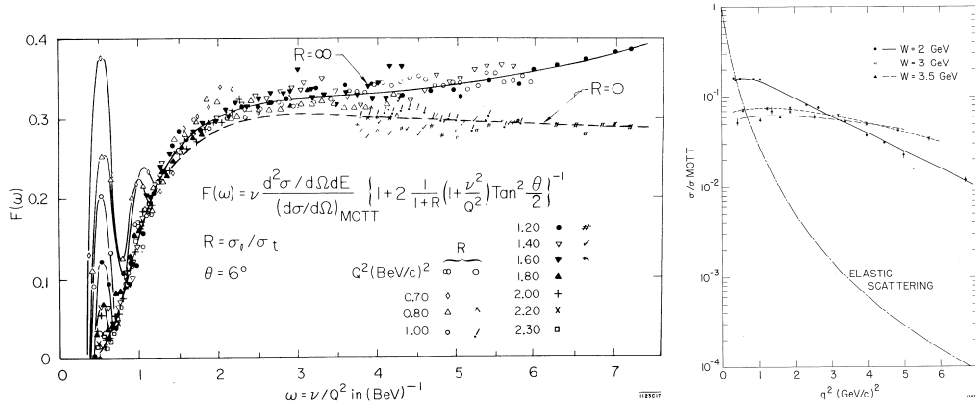 0.4
0.3
0.2
0.1
0
F(ω)
R=∞
R=0
F(ω) = ν d²σ/dΩdE / (dσ/dΩ)MOTT {1+2 1/(1+R) (1+ν²/Q²) Tan² θ/2}⁻¹
R = σℓ/σt
θ = 6°
R
Q² (BeV/c)² ∞ 0
0.70
0.80
1.00
1.20
1.40
1.60
1.80
2.00
2.20
2.30
0 1 2 3 4 5 6 7
ω = ν/Q² in (BeV)⁻¹
1
10⁻¹
10⁻²
10⁻³
10⁻⁴
σ/σ MOTT
W = 2 GeV
W = 3 GeV
W = 3.5 GeV
ELASTIC
SCATTERING
0 1 2 3 4 5 6
q² (GeV/c)²